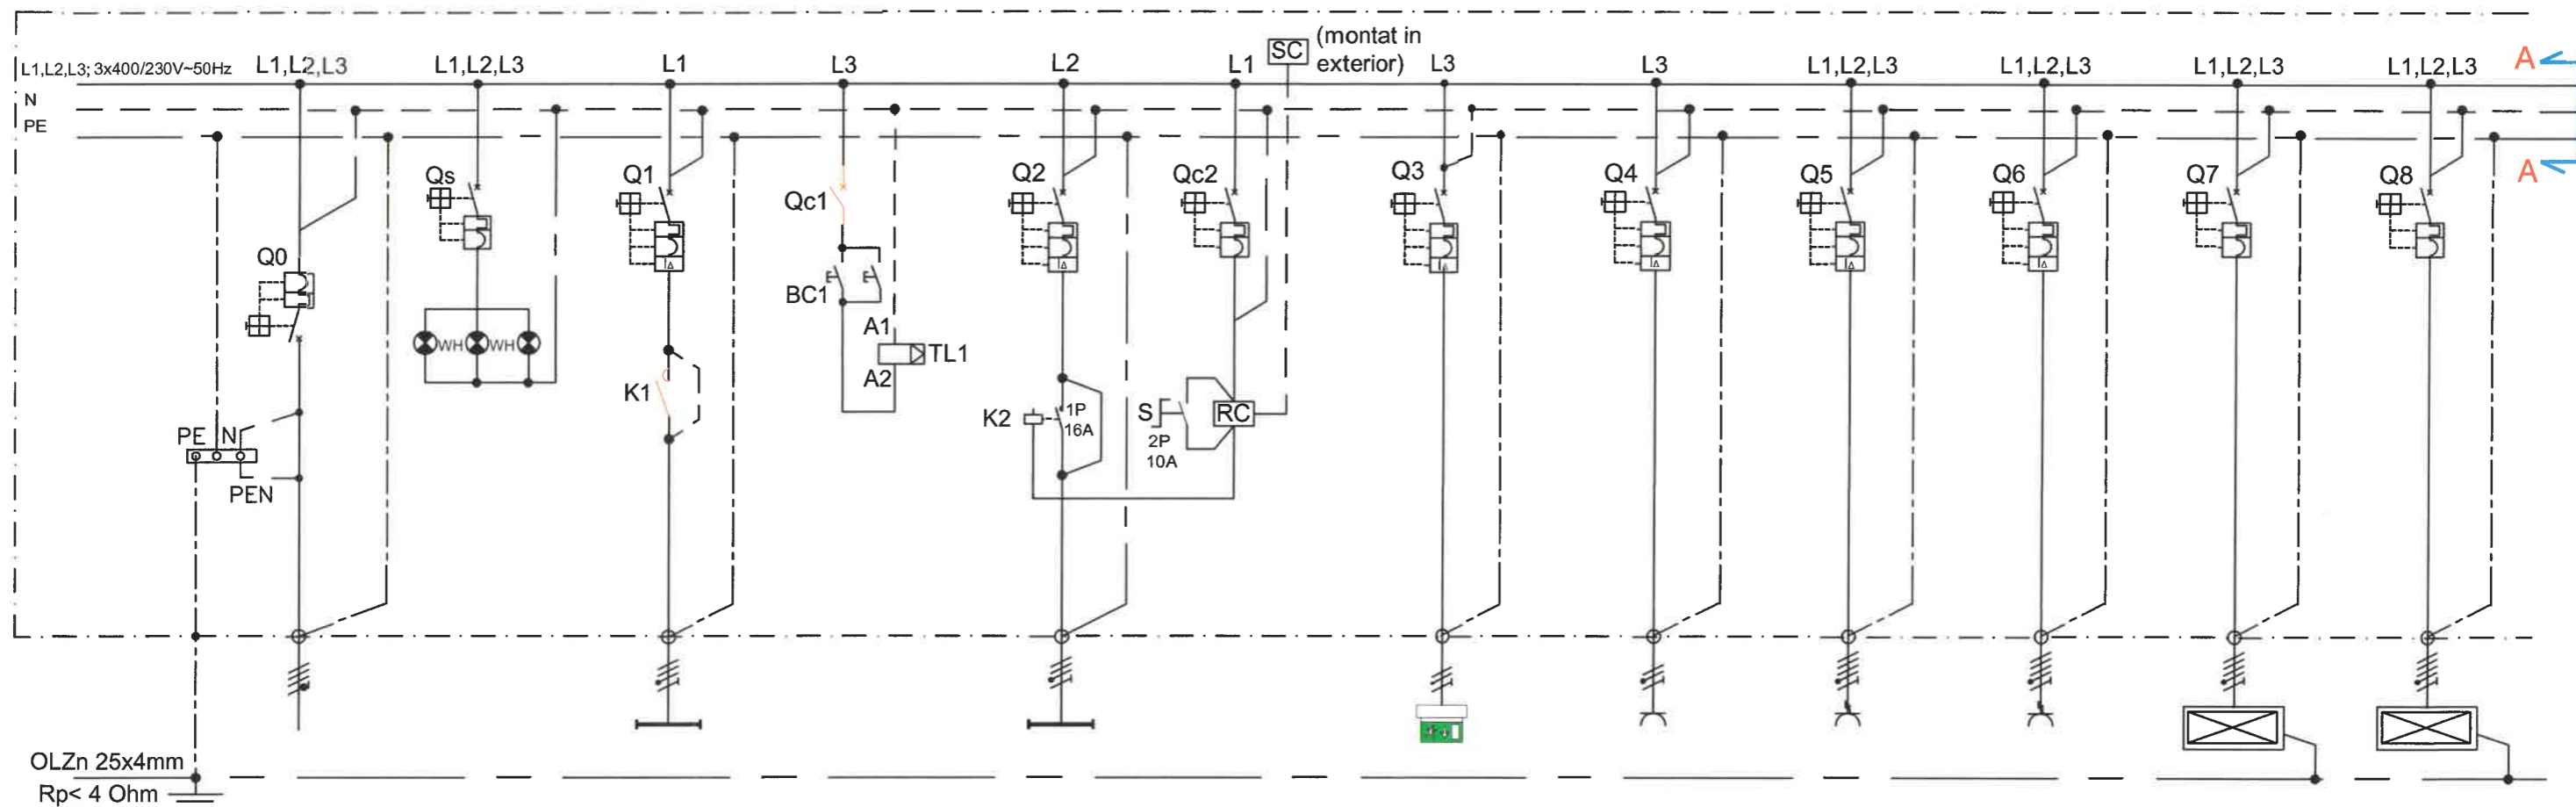 SC
(montat in
exterior)
L1,L2,L3; 3x400/230V~50Hz
L1,L2,L3
L1,L2,L3
L1
L3
L2
L1
L3
L3
L1,L2,L3
L1,L2,L3
L1,L2,L3
L1,L2,L3
A
N
PE
A
Qs
Q1
Qc1
Q2
Qc2
Q3
Q4
Q5
Q6
Q7
Q8
Q0
I△
I△
I△
I△
I△
I△
BC1
WH
WH
A1
TL1
A2
K1
K2
1P
16A
S
2P
10A
RC
PE
N
PEN
OLZn 25x4mm
Rp< 4 Ohm